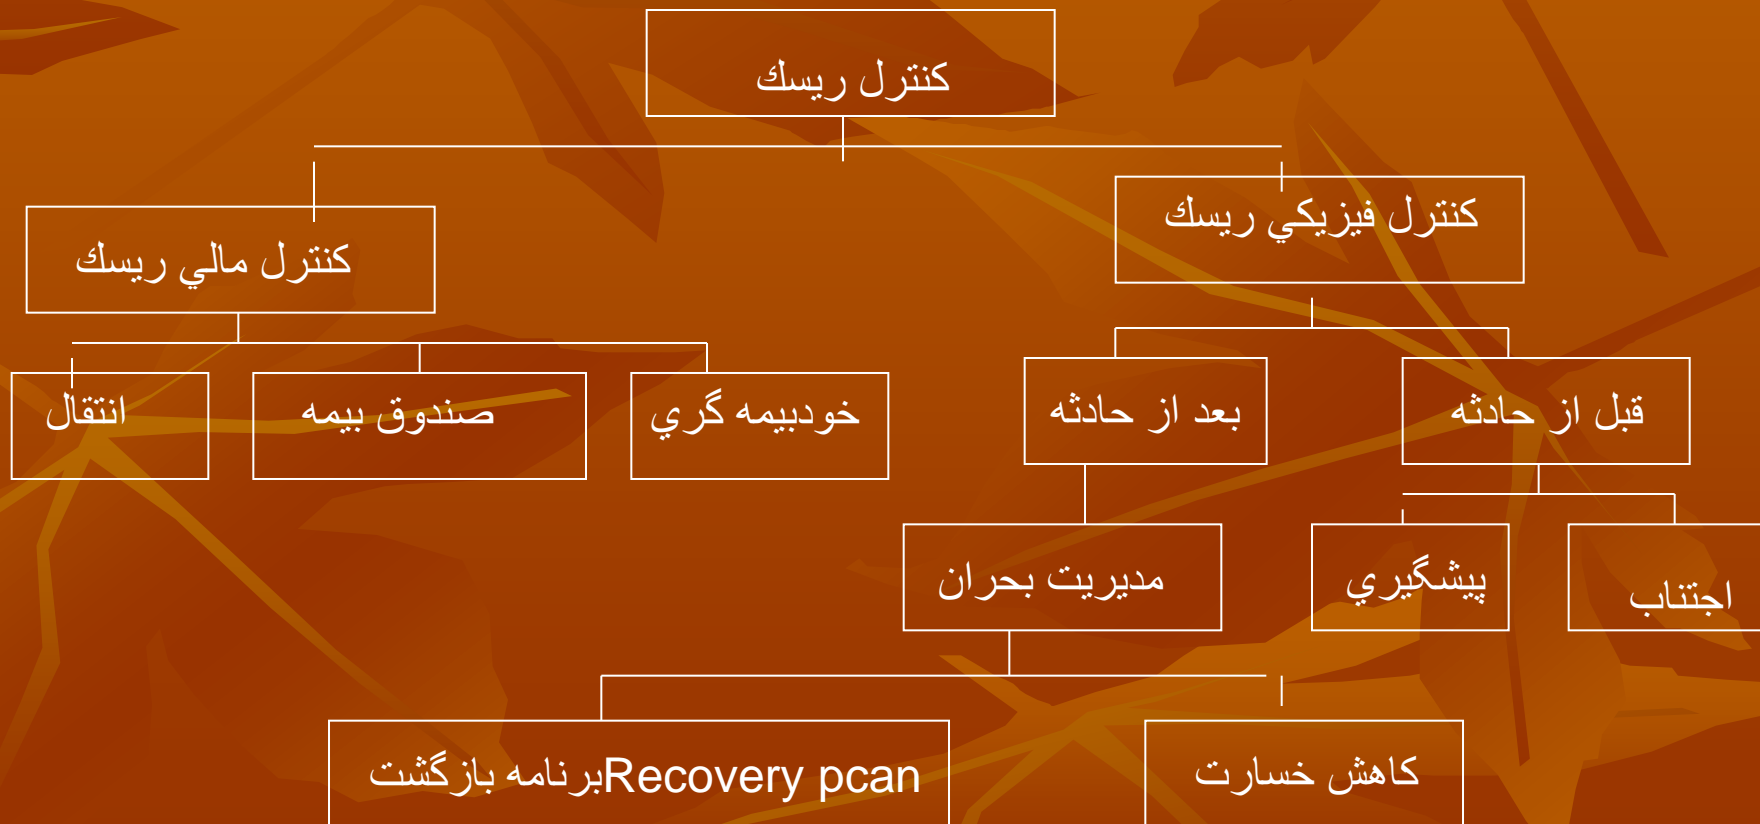 كنترل ريسك
كنترل فيزيكي ريسك
كنترل مالي ريسك
قبل از حادثه
بعد از حادثه
خودبيمه گري
صندوق بيمه
انتقال
اجتناب
پيشگيري
مديريت بحران
كاهش خسارت
برنامه بازگشتRecovery pcan